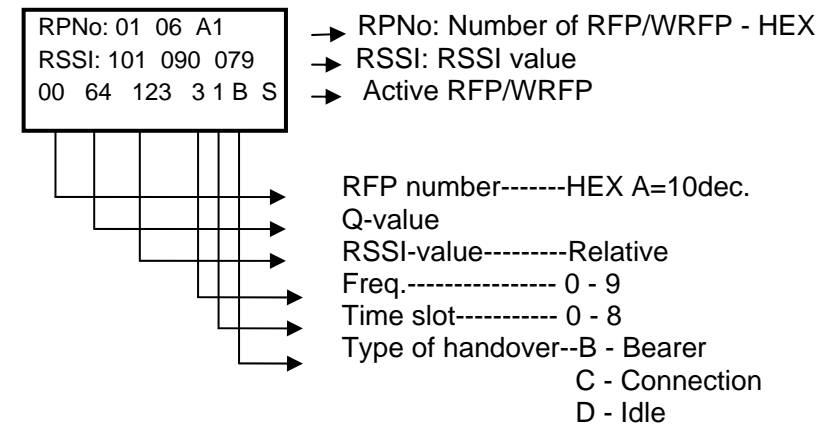 RPNo: 01 06 A1 RPNo: Number of RFP/WRFP - HEX
RSSI: 101 090 079 RSSI: RSSI value
00 64 123 3 1 B S Active RFP/WRFP
RFP number-------HEX A=10dec.
Q-value
RSSI-value---------Relative
Freq.---------------- 0 - 9
Time slot----------- 0 - 8
Type of handover--B - Bearer
C - Connection
D - Idle